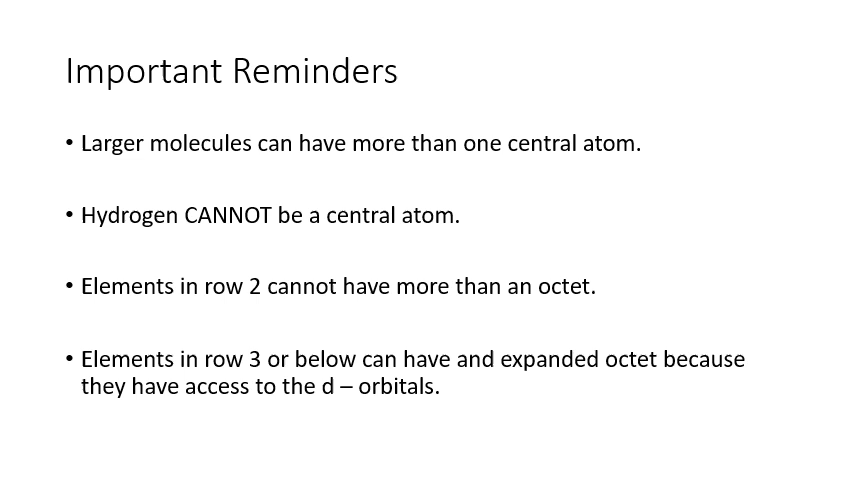 Important Reminders
• Larger molecules can have more than one central atom.
• Hydrogen CANNOT be a central atom.
• Elements in row 2 cannot have more than an octet.
• Elements in row 3 or below can have and expanded octet because
they have access to the d – orbitals.